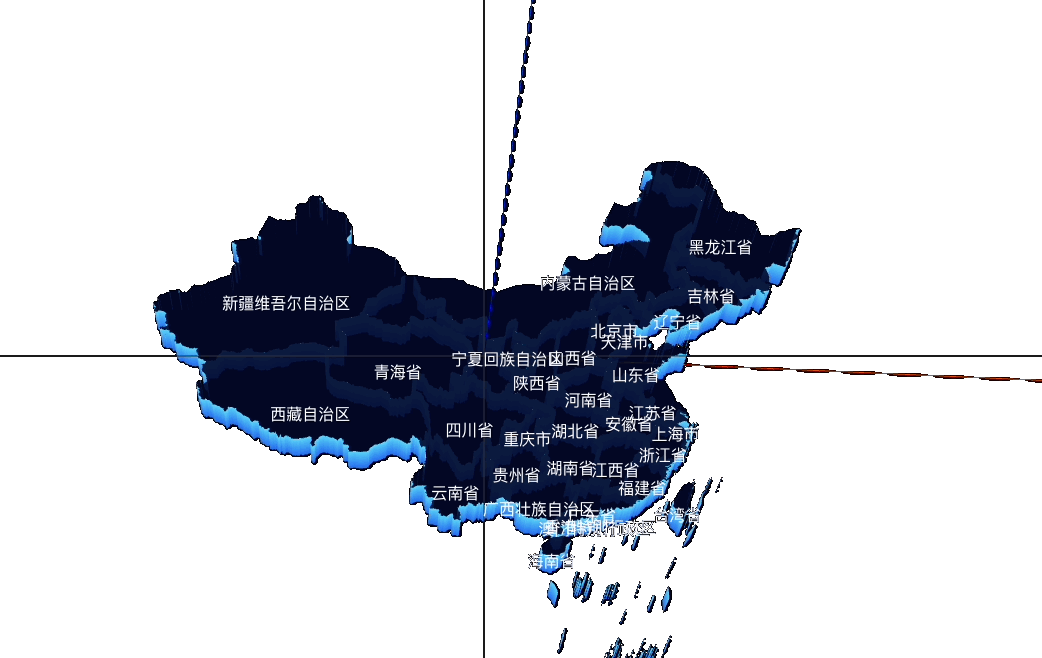 黑龙江省
内蒙古自治区
吉林省
新疆维吾尔自治区
辽宁省
北京市
天津市
宁夏回族自治区
山西省
青海省
山东省
陕西省
河南省
西藏自治区
江苏省
安徽省
四川省
湖北省
上海市
重庆市
浙江省
湖南省
江西省
贵州省
福建省
云南省
广西壮族自治区
台湾省
海南省